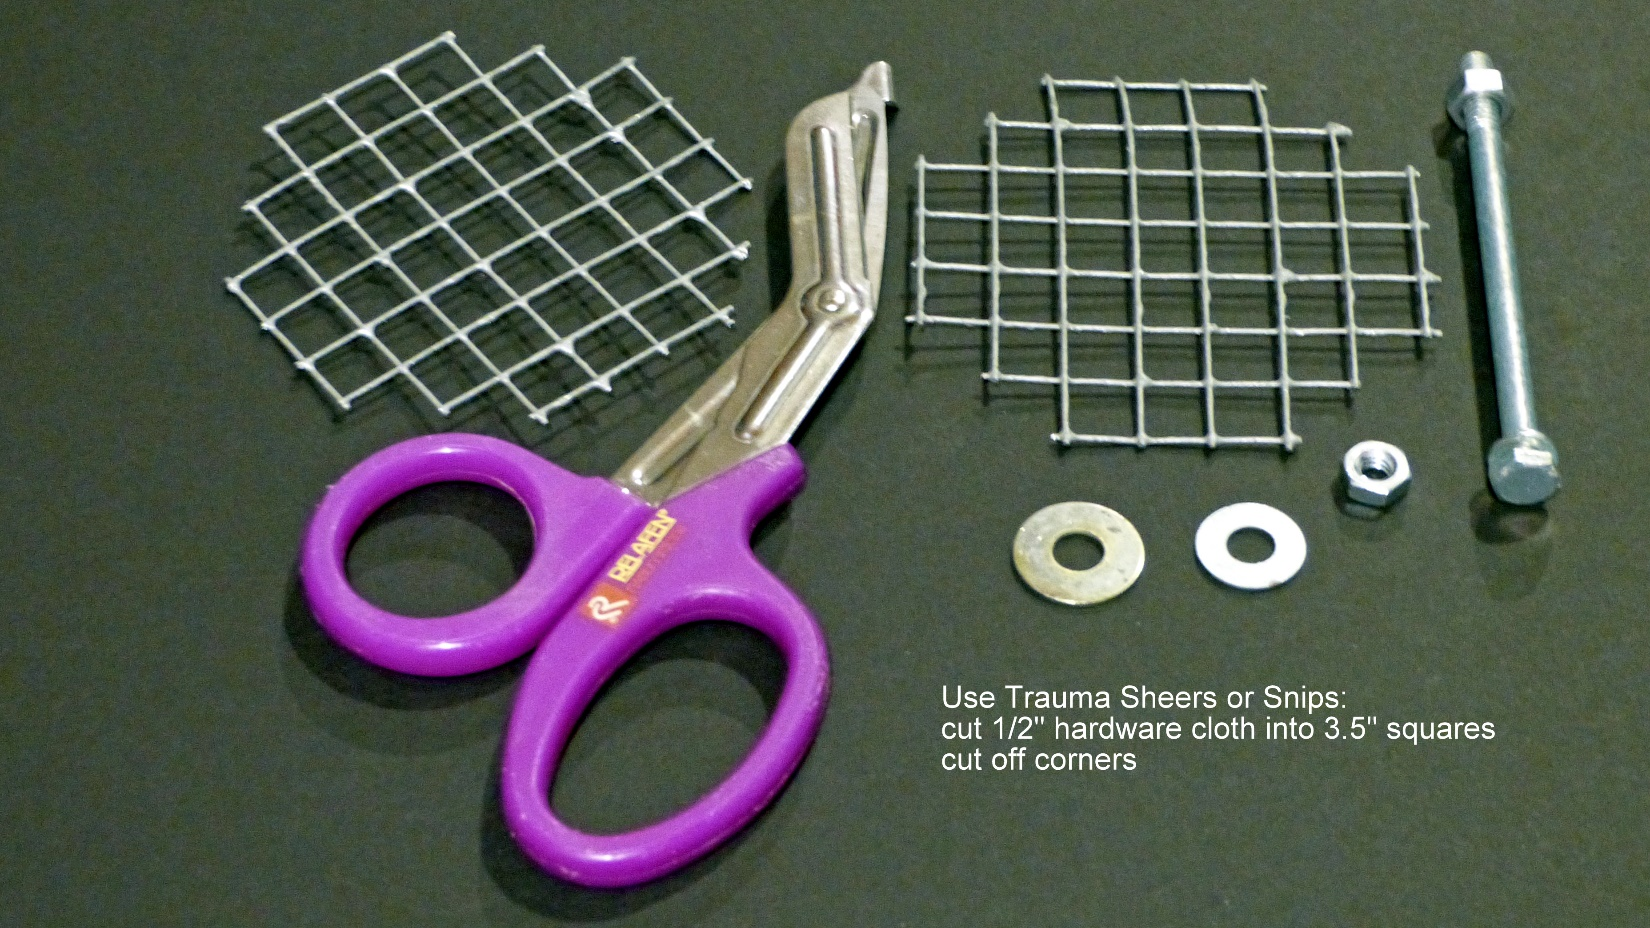 RELAFEN®
Use Trauma Sheers or Snips:
cut 1/2" hardware cloth into 3.5" squares
cut off corners